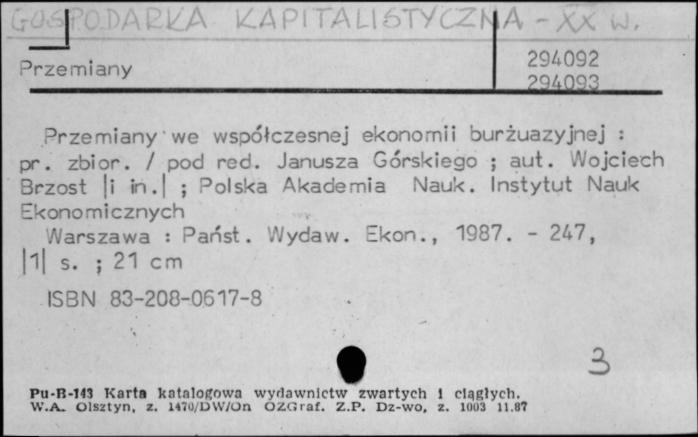 GOSPODARKA KAPITALISTYCZNA - XX w.
Przemiany
294092
294093
Przemiany we współczesnej ekonomii burżuazyjnej :
pr. zbior. / pod red. Janusza Górskiego ; aut. Wojciech
Brzost |i in.| ; Polska Akademia Nauk. Instytut Nauk
Ekonomicznych
Warszawa : Państ. Wydaw. Ekon., 1987. - 247,
|1| s. ; 21 cm
ISBN 83-208-0617-8
3
Pu-B-143 Karta katalogowa wydawnictw zwartych i ciągłych.
W.A. Olsztyn, z. 1470/DW/On OZGraf. Z.P. Dz-wo, z. 1003 11.87